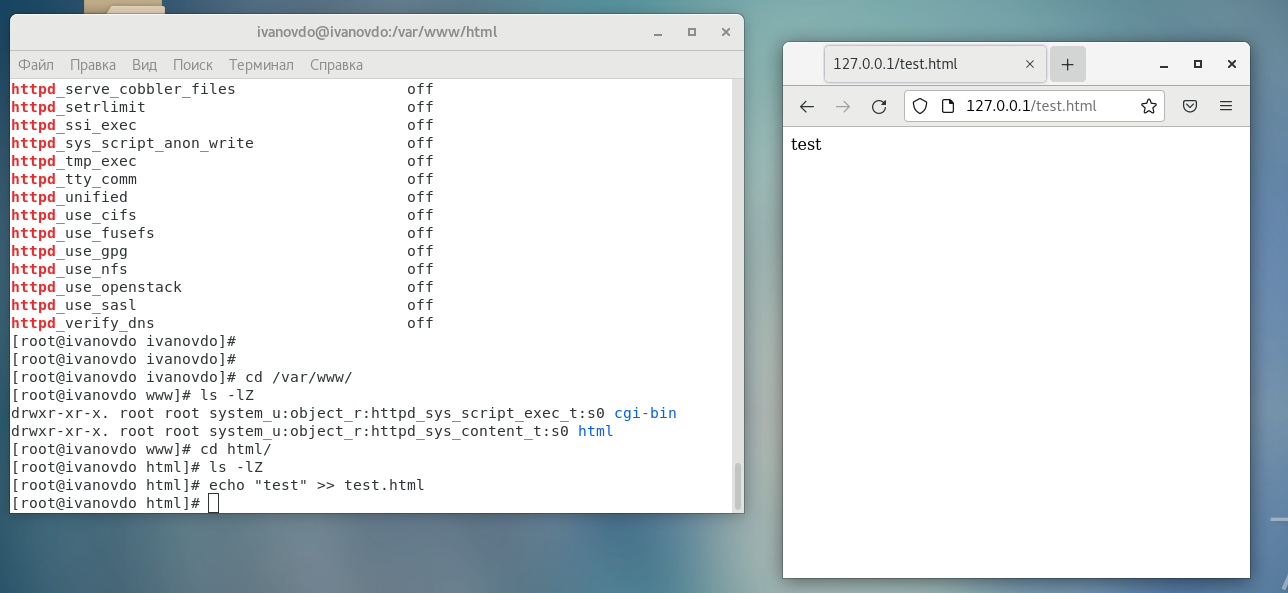 ivanovdo@ivanovdo:/var/www/html
Файл Правка Вид Поиск Терминал Справка
httpd_serve_cobbler_files off
httpd_setrlimit off
httpd_ssi_exec off
httpd_sys_script_anon_write off
httpd_tmp_exec off
httpd_tty_comm off
httpd_unified off
httpd_use_cifs off
httpd_use_fusefs off
httpd_use_gpg off
httpd_use_nfs off
httpd_use_openstack off
httpd_use_sasl off
httpd_verify_dns off
[root@ivanovdo ivanovdo]#
[root@ivanovdo ivanovdo]#
[root@ivanovdo ivanovdo]# cd /var/www/
[root@ivanovdo www]# ls -lZ
drwxr-xr-x. root root system_u:object_r:httpd_sys_script_exec_t:s0 cgi-bin
drwxr-xr-x. root root system_u:object_r:httpd_sys_content_t:s0 html
[root@ivanovdo www]# cd html/
[root@ivanovdo html]# ls -lZ
[root@ivanovdo html]# echo "test" >> test.html
[root@ivanovdo html]#
127.0.0.1/test.html
127.0.0.1/test.html
test